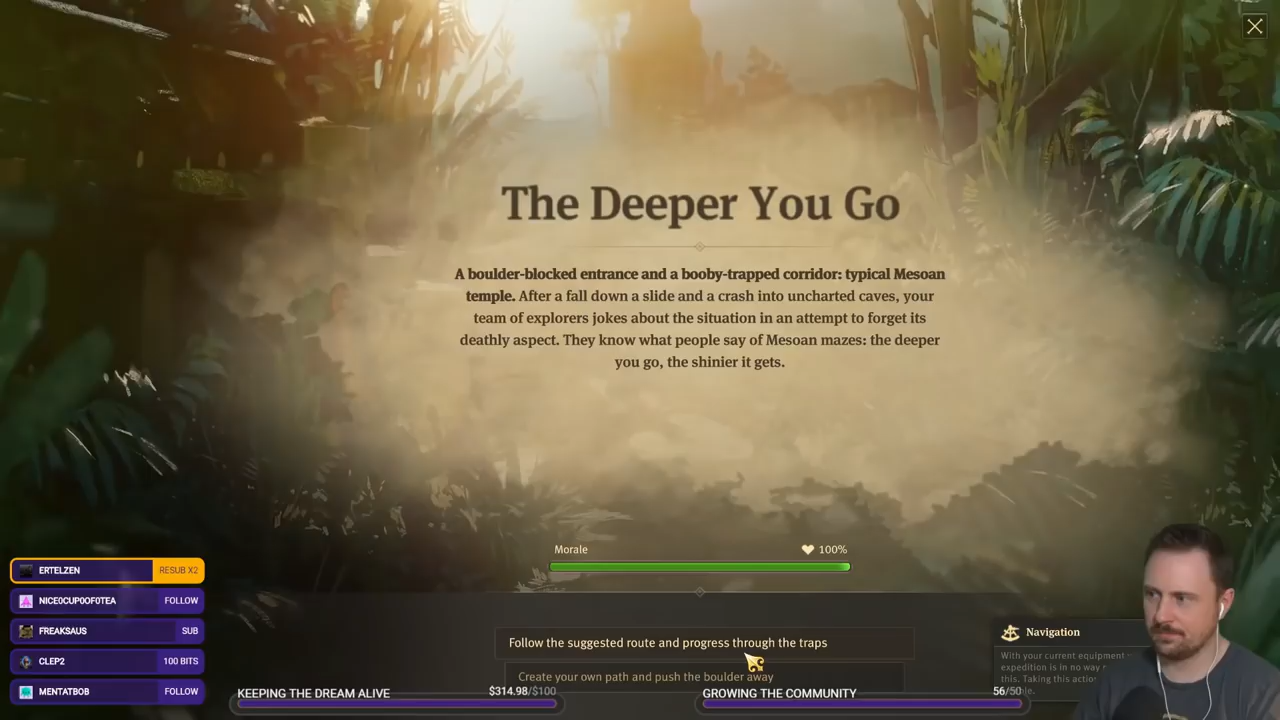 The Deeper You Go
A boulder-blocked entrance and a booby-trapped corridor: typical Mesoan
temple. After a fall down a slide and a crash into uncharted caves, your
team of explorers jokes about the situation in an attempt to forget its
deathly aspect. They know what people say of Mesoan mazes: the deeper
you go, the shinier it gets.
Morale 100%
ERTELZEN RESUB X2
NICE0CUP0OF0TEA FOLLOW
FREAKSAUS SUB
CLEP2 100 BITS
MENTATBOB FOLLOW
Follow the suggested route and progress through the traps
Create your own path and push the boulder away
Navigation
With your current equipment
expedition is in no way
this. Taking this
KEEPING THE DREAM ALIVE $314.98/$100
GROWING THE COMMUNITY 56/50